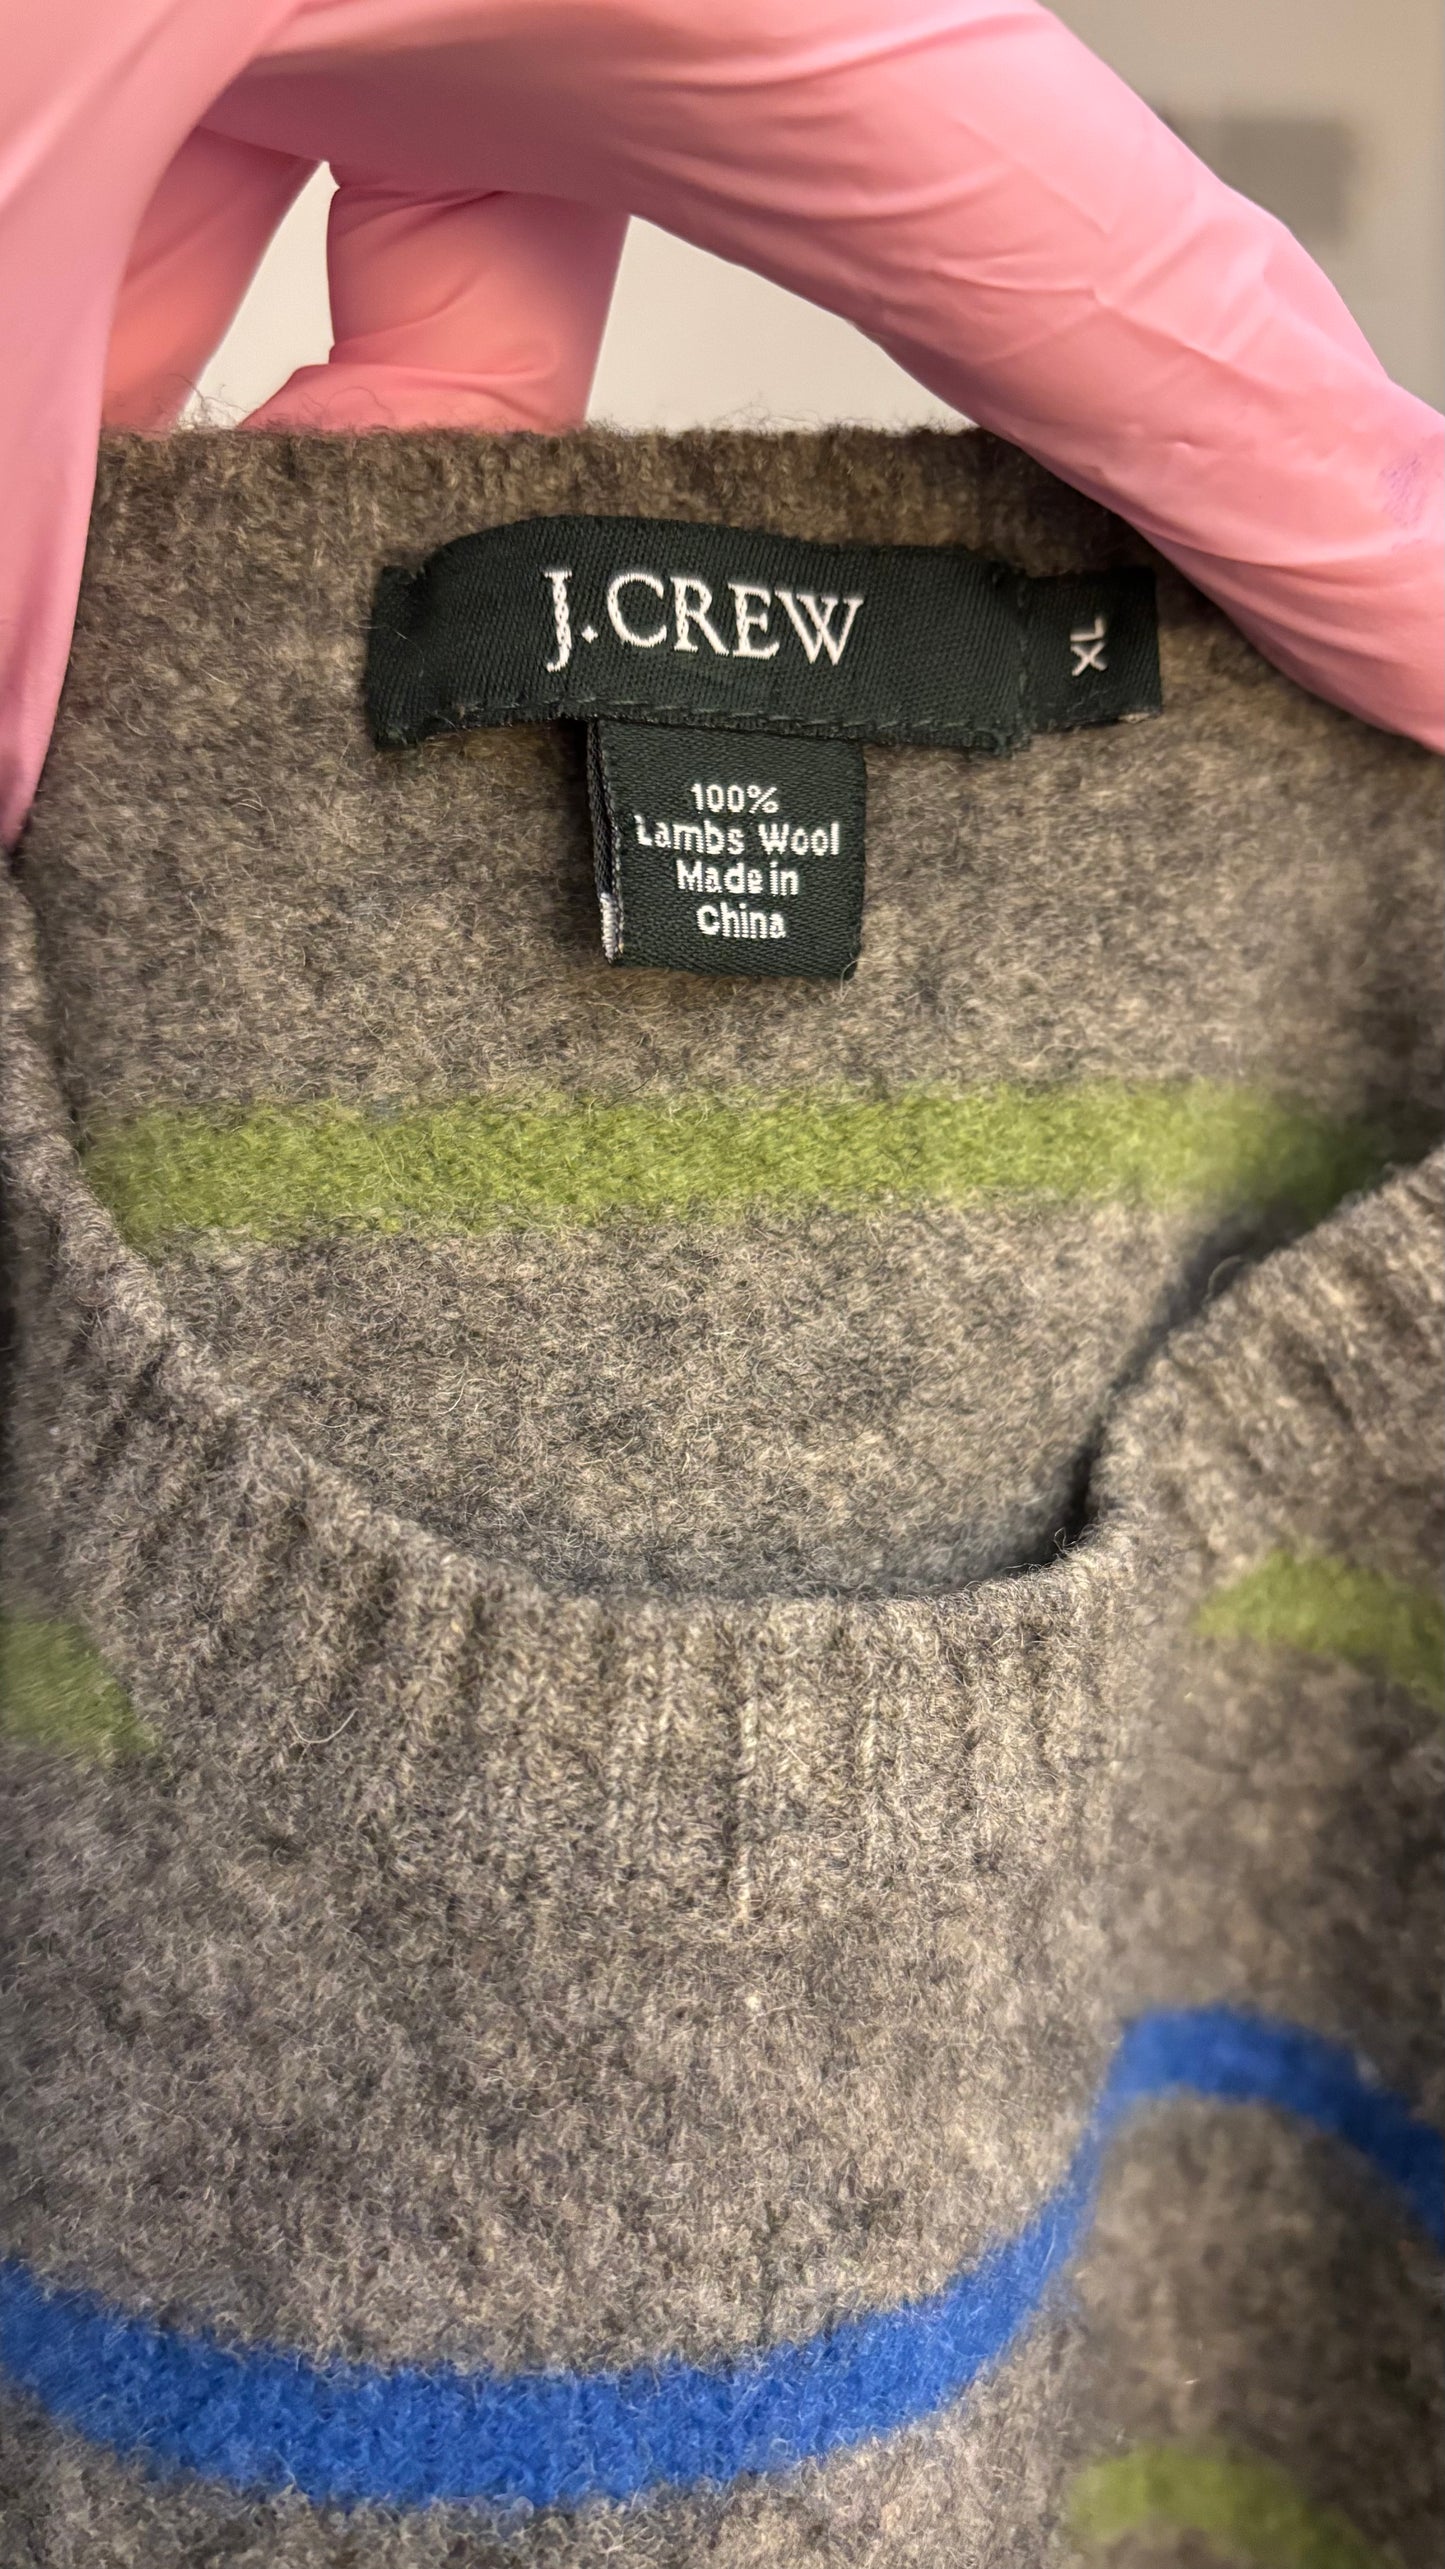 J.CREW
XL
100%
Lambs Wool
Made in
China